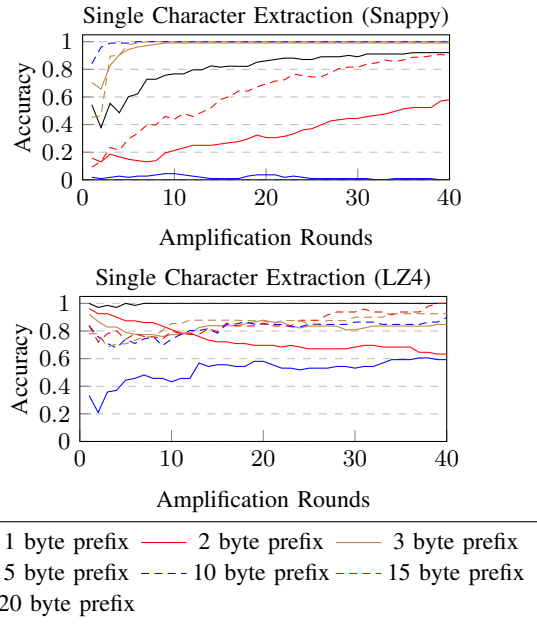 Single Character Extraction (Snappy)
1
0.8
0.6
0.4
0.2
0
0 10 20 30 40
Accuracy
Amplification Rounds
Single Character Extraction (LZ4)
1
0.8
0.6
0.4
0.2
0
0 10 20 30 40
Accuracy
Amplification Rounds
1 byte prefix 2 byte prefix 3 byte prefix
5 byte prefix 10 byte prefix 15 byte prefix
20 byte prefix